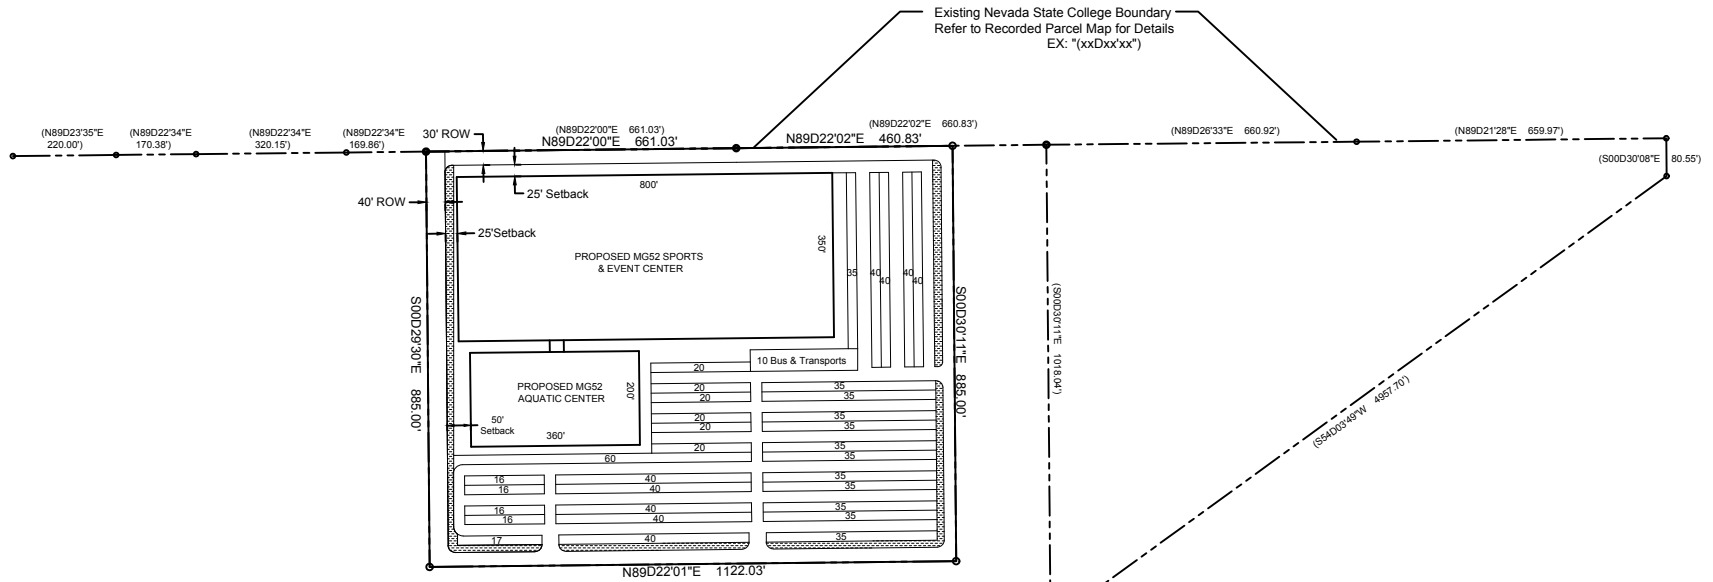 Existing Nevada State College Boundary
Refer to Recorded Parcel Map for Details
EX: "(xxDxx'xx")
(N89D23'35"E
220.00')
(N89D22'34"E
170.38')
(N89D22'34"E
320.15')
(N89D22'34"E
169.86')
30' ROW
(N89D22'00"E 661.03')
N89D22'00"E 661.03'
(N89D22'02"E 660.83')
N89D22'02"E 460.83'
(N89D26'33"E 660.92')
(N89D21'28"E 659.97')
(S00D30'08"E 80.55')
40' ROW
25' Setback
25'Setback
800'
350'
PROPOSED MG52 SPORTS
& EVENT CENTER
35
40
40
40
40
S00D29'30"E 885.00'
S00D30'11"E 885.00'
(S00D30'11"E 1018.04')
(S54D03'49"W 4957.70')
10 Bus & Transports
PROPOSED MG52
AQUATIC CENTER
200'
50'
Setback
360'
20
20
20
20
20
20
60
35
35
35
35
35
35
35
35
35
35
35
16
16
16
16
17
40
40
40
40
40
N89D22'01"E 1122.03'